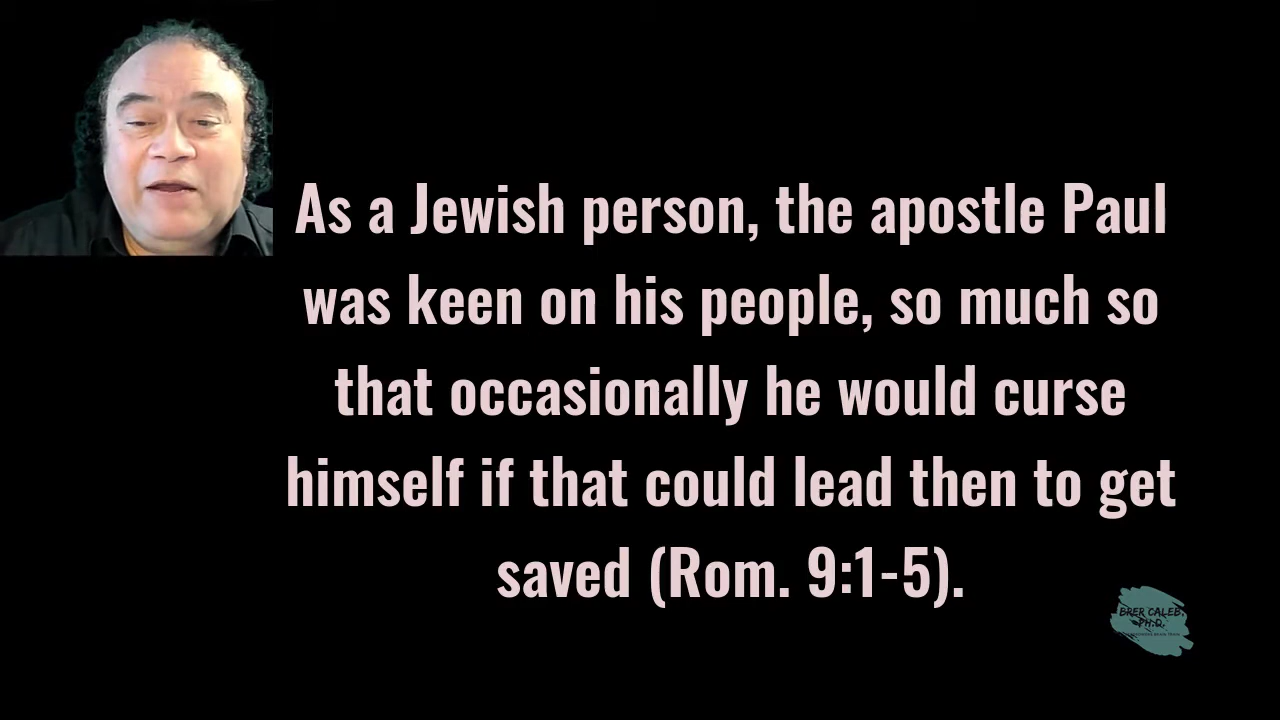 As a Jewish person, the apostle Paul
was keen on his people, so much so
that occasionally he would curse
himself if that could lead then to get
saved (Rom. 9:1-5).
BRER CALEB,
PH.D.